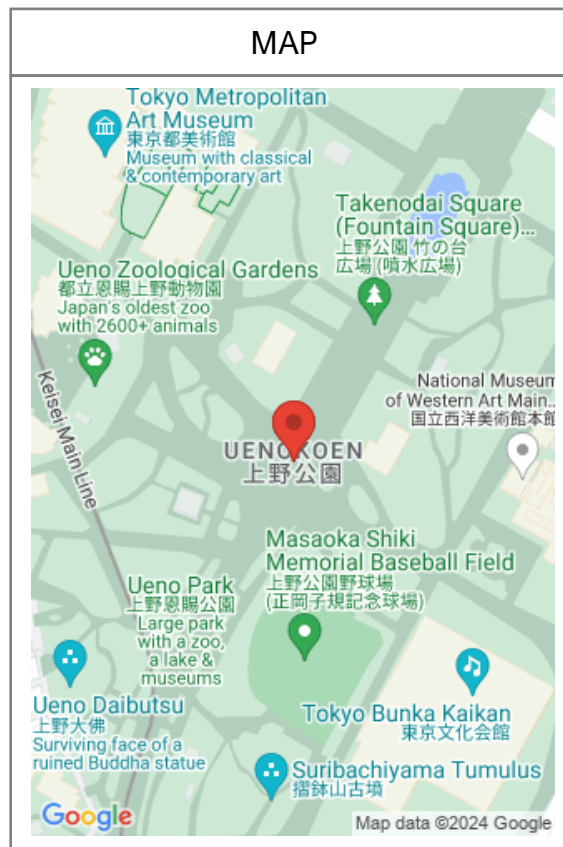 MAP
Tokyo Metropolitan
Art Museum
東京都美術館
Museum with classical
& contemporary art
Takenodai Square
(Fountain Square)...
上野公園 竹の台
広場 (噴水広場)
Ueno Zoological Gardens
都立恩賜上野動物園
Japan's oldest zoo
with 2600+ animals
Keisei Main Line
National Museum
of Western Art Main...
国立西洋美術館本館
UENOKOEN
上野公園
Masaoka Shiki
Memorial Baseball Field
上野公園野球場
(正岡子規記念球場)
Ueno Park
上野恩賜公園
Large park
with a zoo,
a lake &
museums
Ueno Daibutsu
上野大佛
Surviving face of a
ruined Buddha statue
Tokyo Bunka Kaikan
東京文化会館
Suribachiyama Tumulus
摺鉢山古墳
Google
Map data ©2024 Google